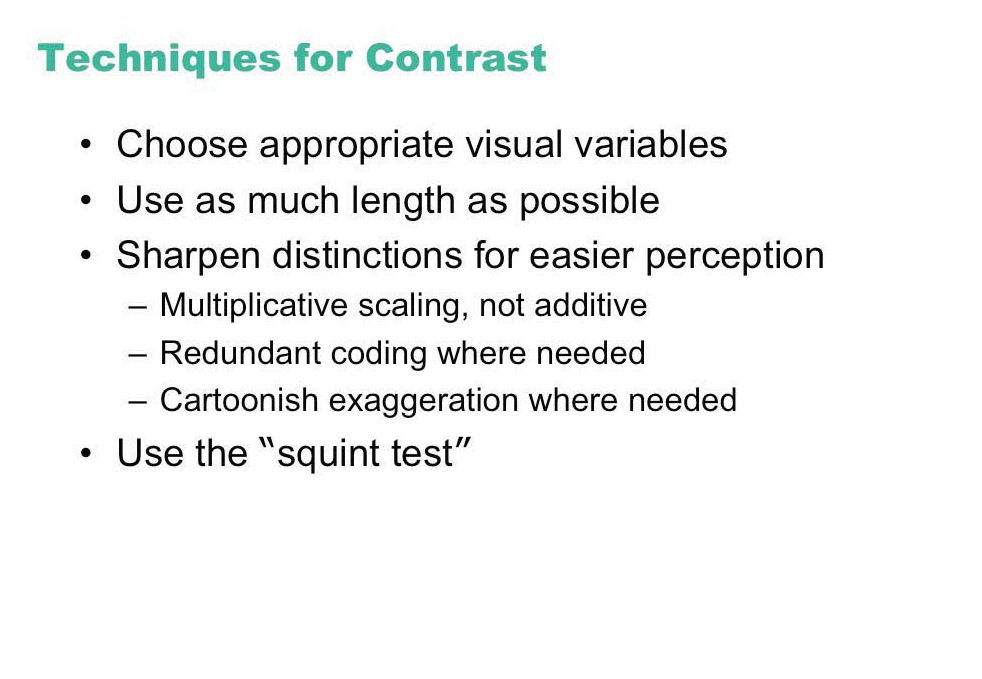 Techniques for Contrast
• Choose appropriate visual variables
• Use as much length as possible
• Sharpen distinctions for easier perception
– Multiplicative scaling, not additive
– Redundant coding where needed
– Cartoonish exaggeration where needed
• Use the “squint test”